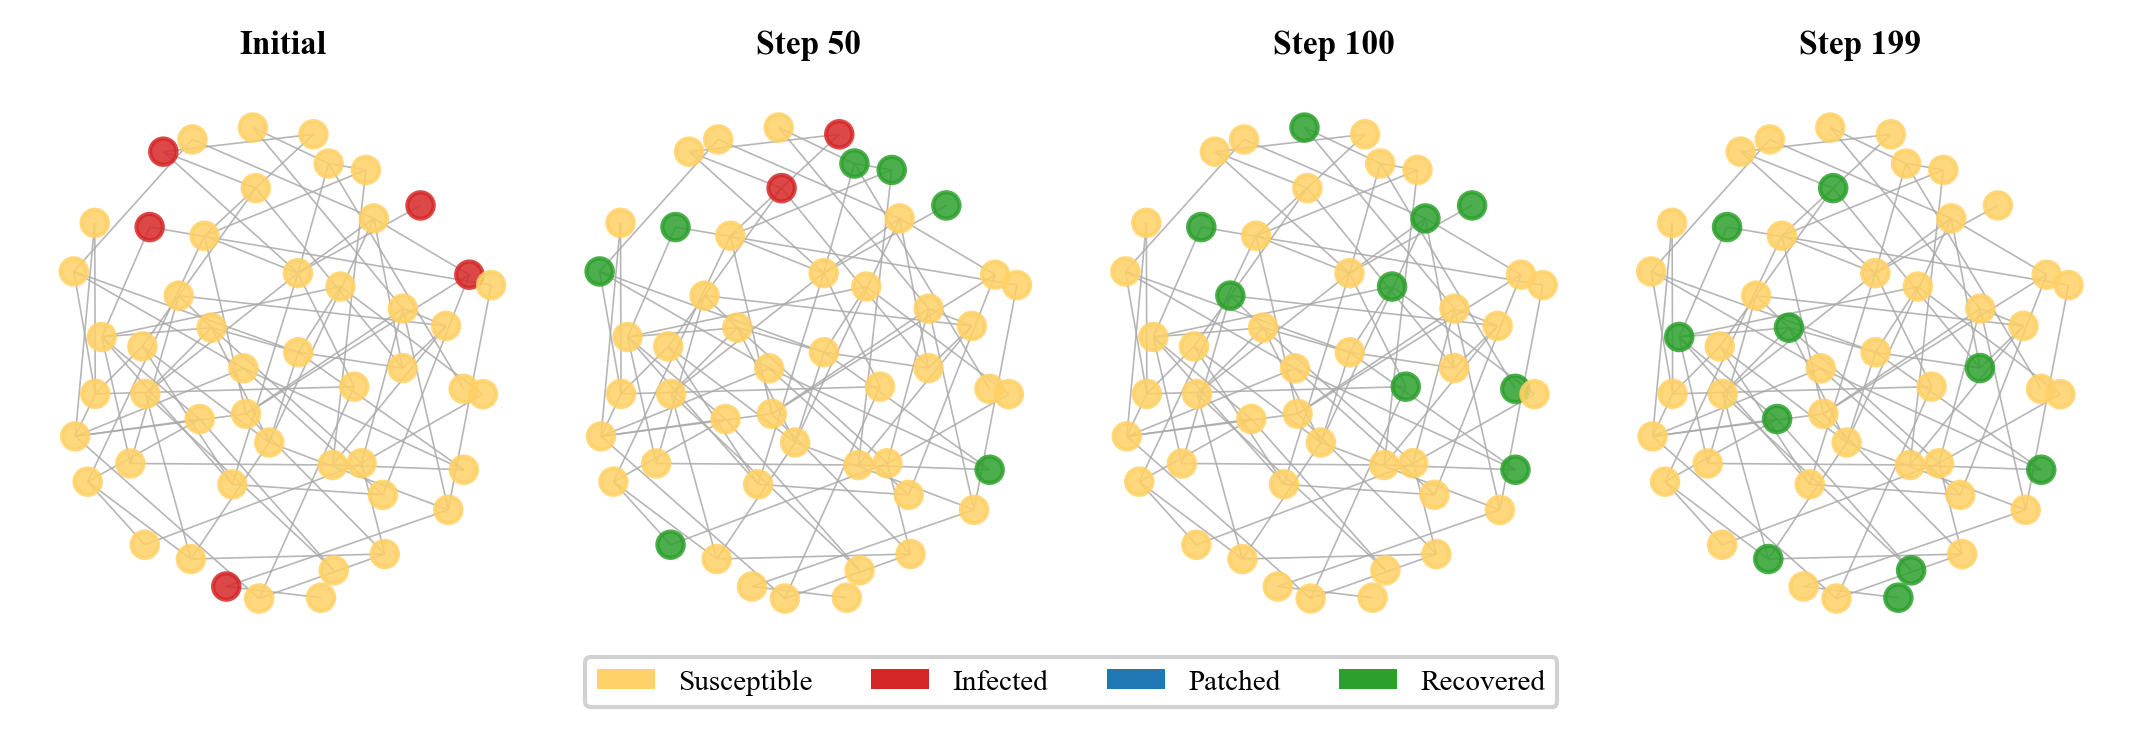 Initial
Step 50
Step 100
Step 199
Susceptible
Infected
Patched
Recovered